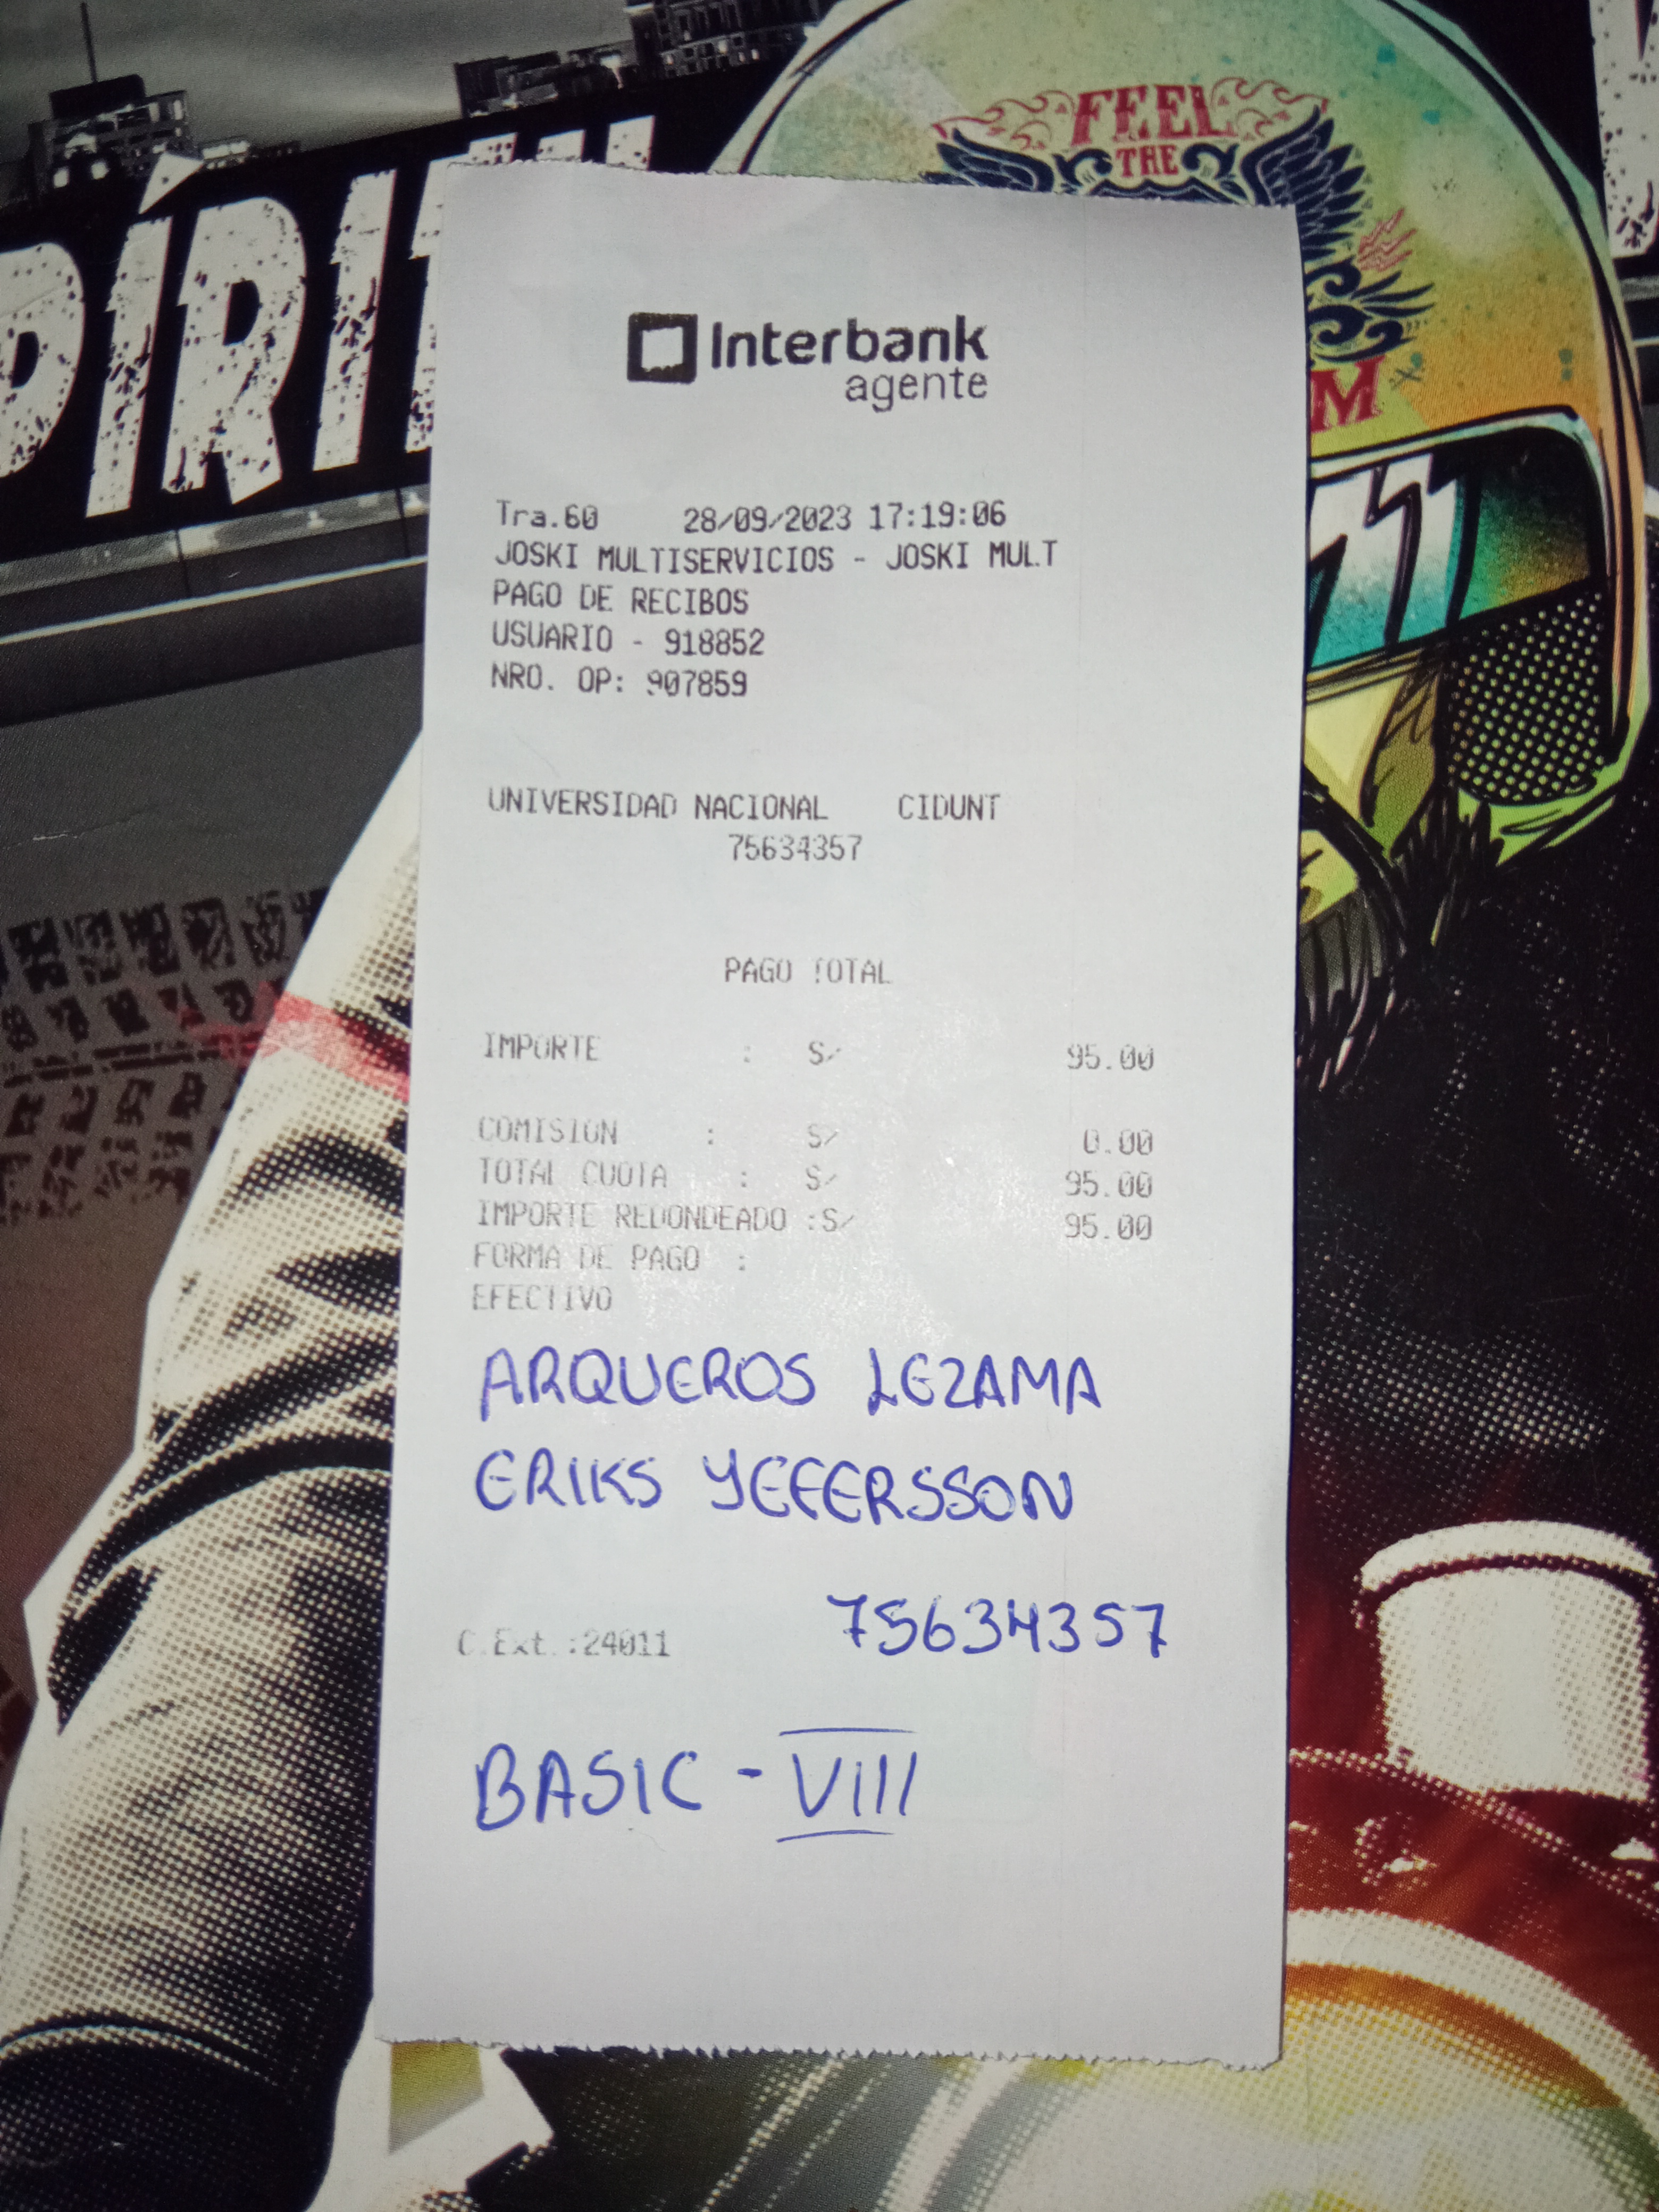 FEEL
THE
Interbank
agente
Tra.60 28/09/2023 17:19:06
JOSKI MULTISERVICIOS - JOSKI MULT
PAGO DE RECIBOS
USUARIO - 918852
NRO. OP: 907859
UNIVERSIDAD NACIONAL CIDUNT
75634357
PAGO TOTAL
IMPORTE : S/ 95.00
COMISION : S/ 0.00
TOTAL CUOTA : S/ 95.00
IMPORTE REDONDEADO :S/ 95.00
FORMA DE PAGO :
EFECTIVO
ARQUEROS LEZAMA
ERIKS YEFERSSON
75634357
C.Ext.:24011
BASIC - VIII